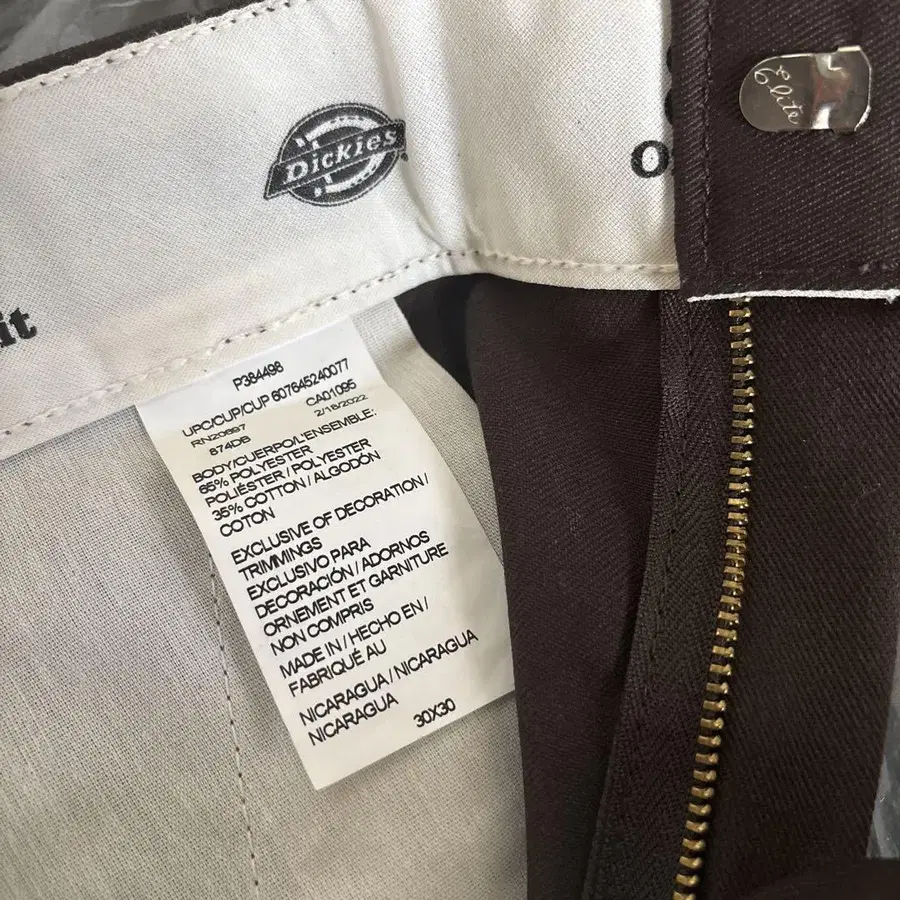 Dickies
Elite
it
P384498
UPC/CUP/CUP 607645240077
RN20697 CA01095
874DB 2/18/2022
BODY/CUERPO/L'ENSEMBLE:
65% POLYESTER
POLIÉSTER / POLYESTER
35% COTTON / ALGODÓN
COTON
EXCLUSIVE OF DECORATION /
TRIMMINGS
EXCLUSIVO PARA
DECORACIÓN / ADORNOS
ORNEMENT ET GARNITURE
NON COMPRIS
MADE IN / HECHO EN /
FABRIQUÉ AU
NICARAGUA / NICARAGUA
NICARAGUA
30X30